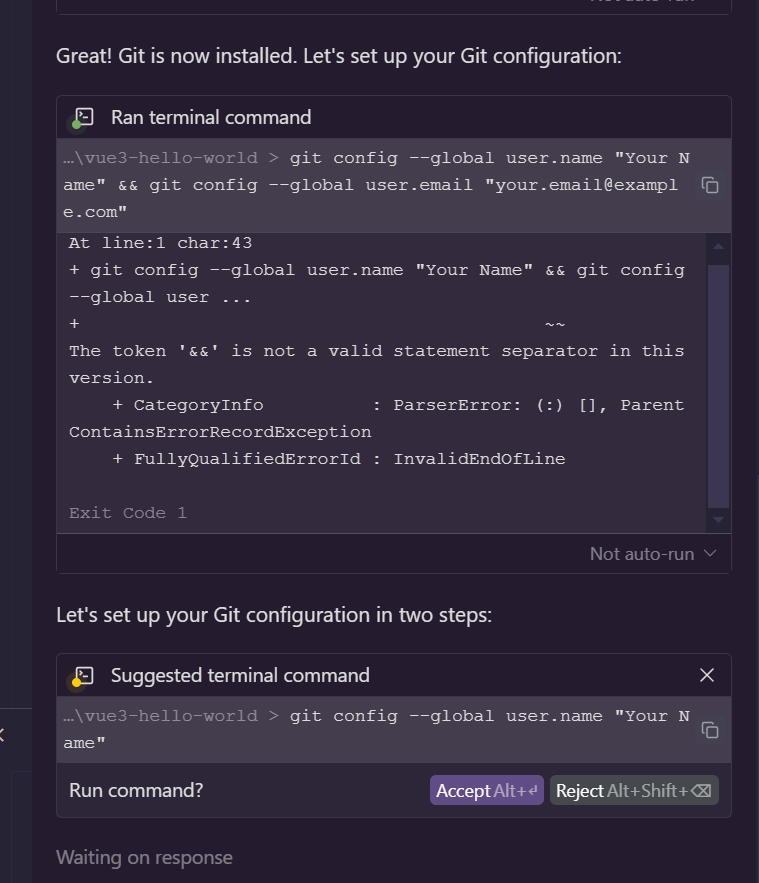 Great! Git is now installed. Let's set up your Git configuration:
Ran terminal command
…\vue3-hello-world > git config --global user.name "Your N
ame" && git config --global user.email "your.email@exampl
e.com"
At line:1 char:43
+ git config --global user.name "Your Name" && git config
--global user ...
+                                            ~~
The token '&&' is not a valid statement separator in this
version.
    + CategoryInfo          : ParserError: (:) [], Parent
ContainsErrorRecordException
    + FullyQualifiedErrorId : InvalidEndOfLine
Exit Code 1
Not auto-run
Let's set up your Git configuration in two steps:
Suggested terminal command
…\vue3-hello-world > git config --global user.name "Your N
ame"
Run command?
Accept Alt+⏎ Reject Alt+Shift+⌫
Waiting on response